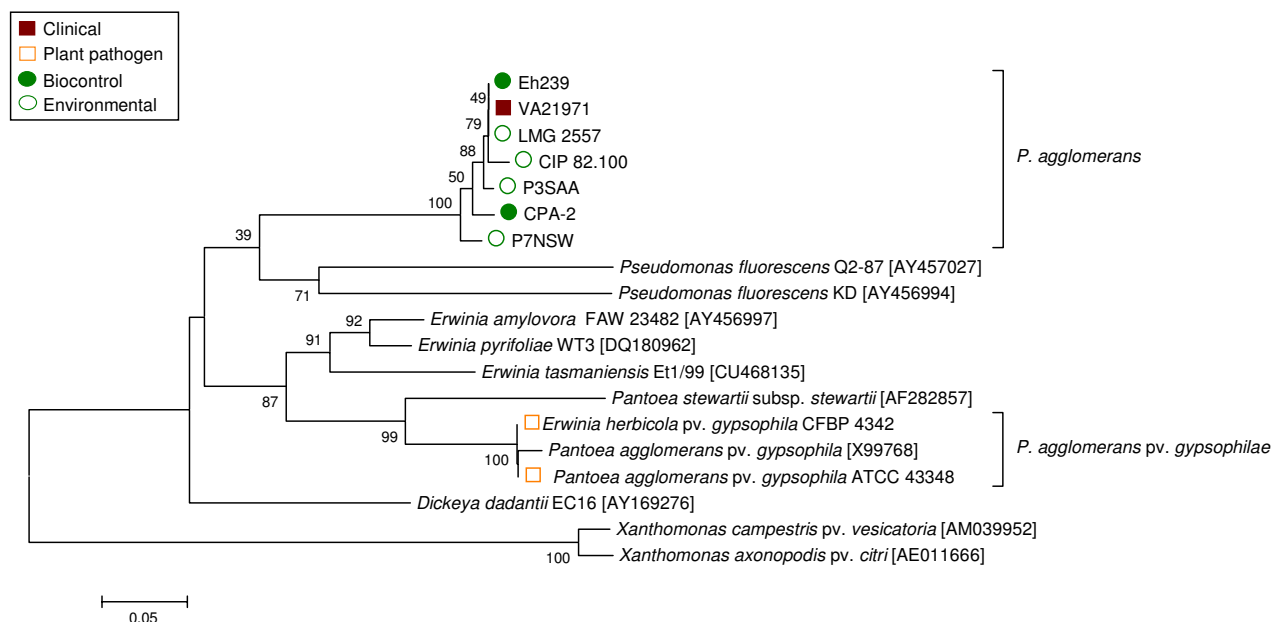 Clinical
Plant pathogen
Biocontrol
Environmental
Eh239
49
VA21971
79
LMG 2557
88
CIP 82.100
50
P3SAA
100
CPA-2
P7NSW
P. agglomerans
39
Pseudomonas fluorescens Q2-87 [AY457027]
71
Pseudomonas fluorescens KD [AY456994]
92
Erwinia amylovora FAW 23482 [AY456997]
91
Erwinia pyrifoliae WT3 [DQ180962]
Erwinia tasmaniensis Et1/99 [CU468135]
87
Pantoea stewartii subsp. stewartii [AF282857]
99
Erwinia herbicola pv. gypsophila CFBP 4342
100
Pantoea agglomerans pv. gypsophila [X99768]
Pantoea agglomerans pv. gypsophila ATCC 43348
P. agglomerans pv. gypsophilae
Dickeya dadantii EC16 [AY169276]
Xanthomonas campestris pv. vesicatoria [AM039952]
100
Xanthomonas axonopodis pv. citri [AE011666]
0.05